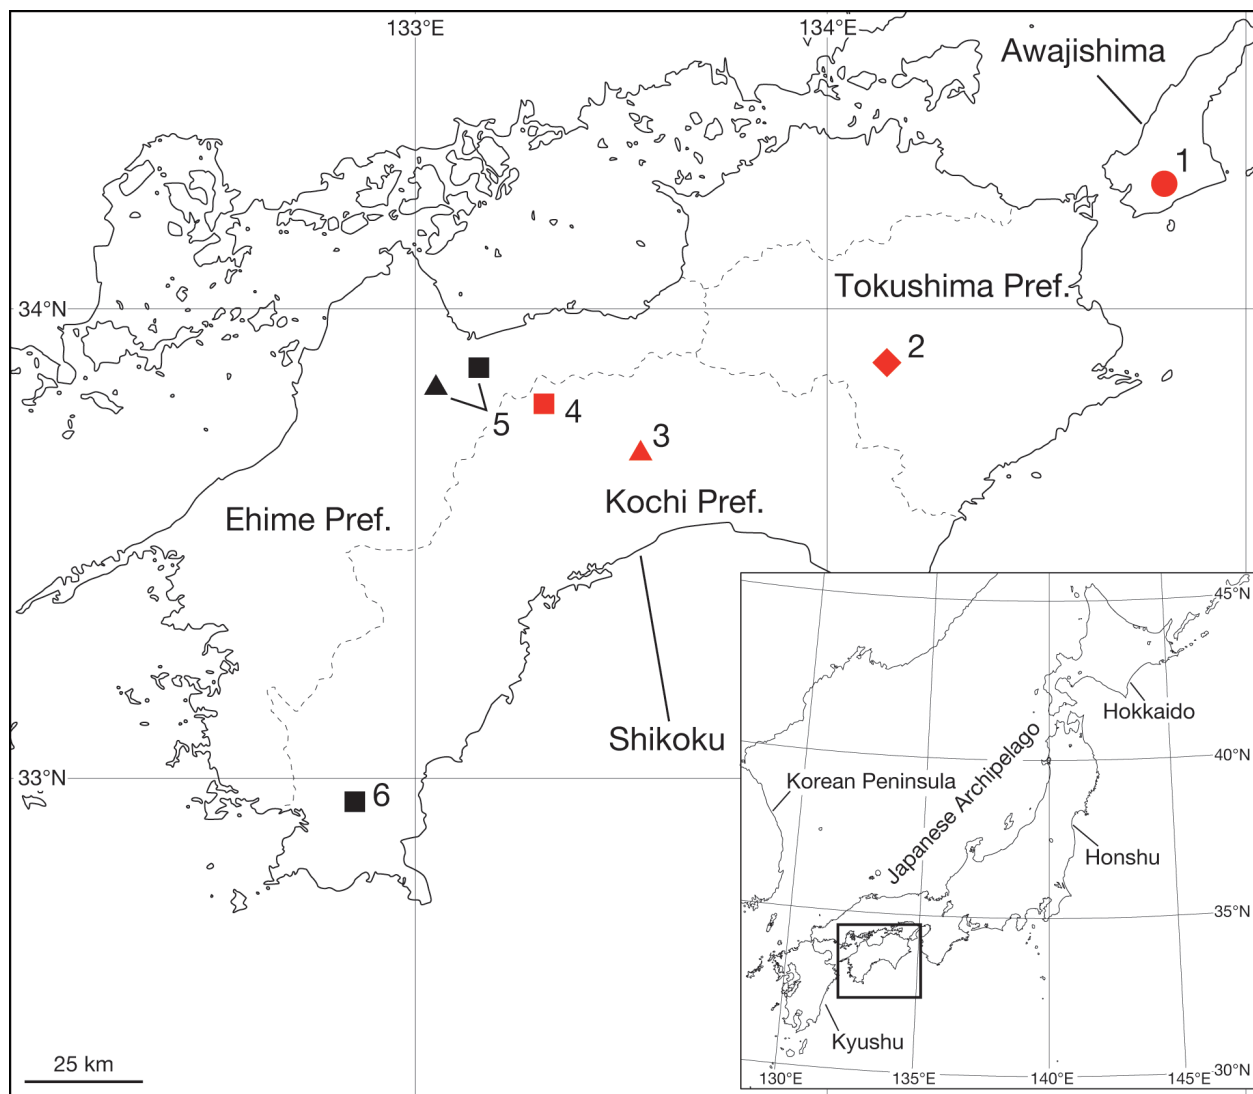 133°E
134°E
Awajishima
1
Tokushima Pref.
34°N
2
5
4
3
Kochi Pref.
Ehime Pref.
Shikoku
33°N
6
25 km
45°N
Hokkaido
40°N
Korean Peninsula
Japanese Archipelago
Honshu
35°N
Kyushu
30°N
130°E
135°E
140°E
145°E